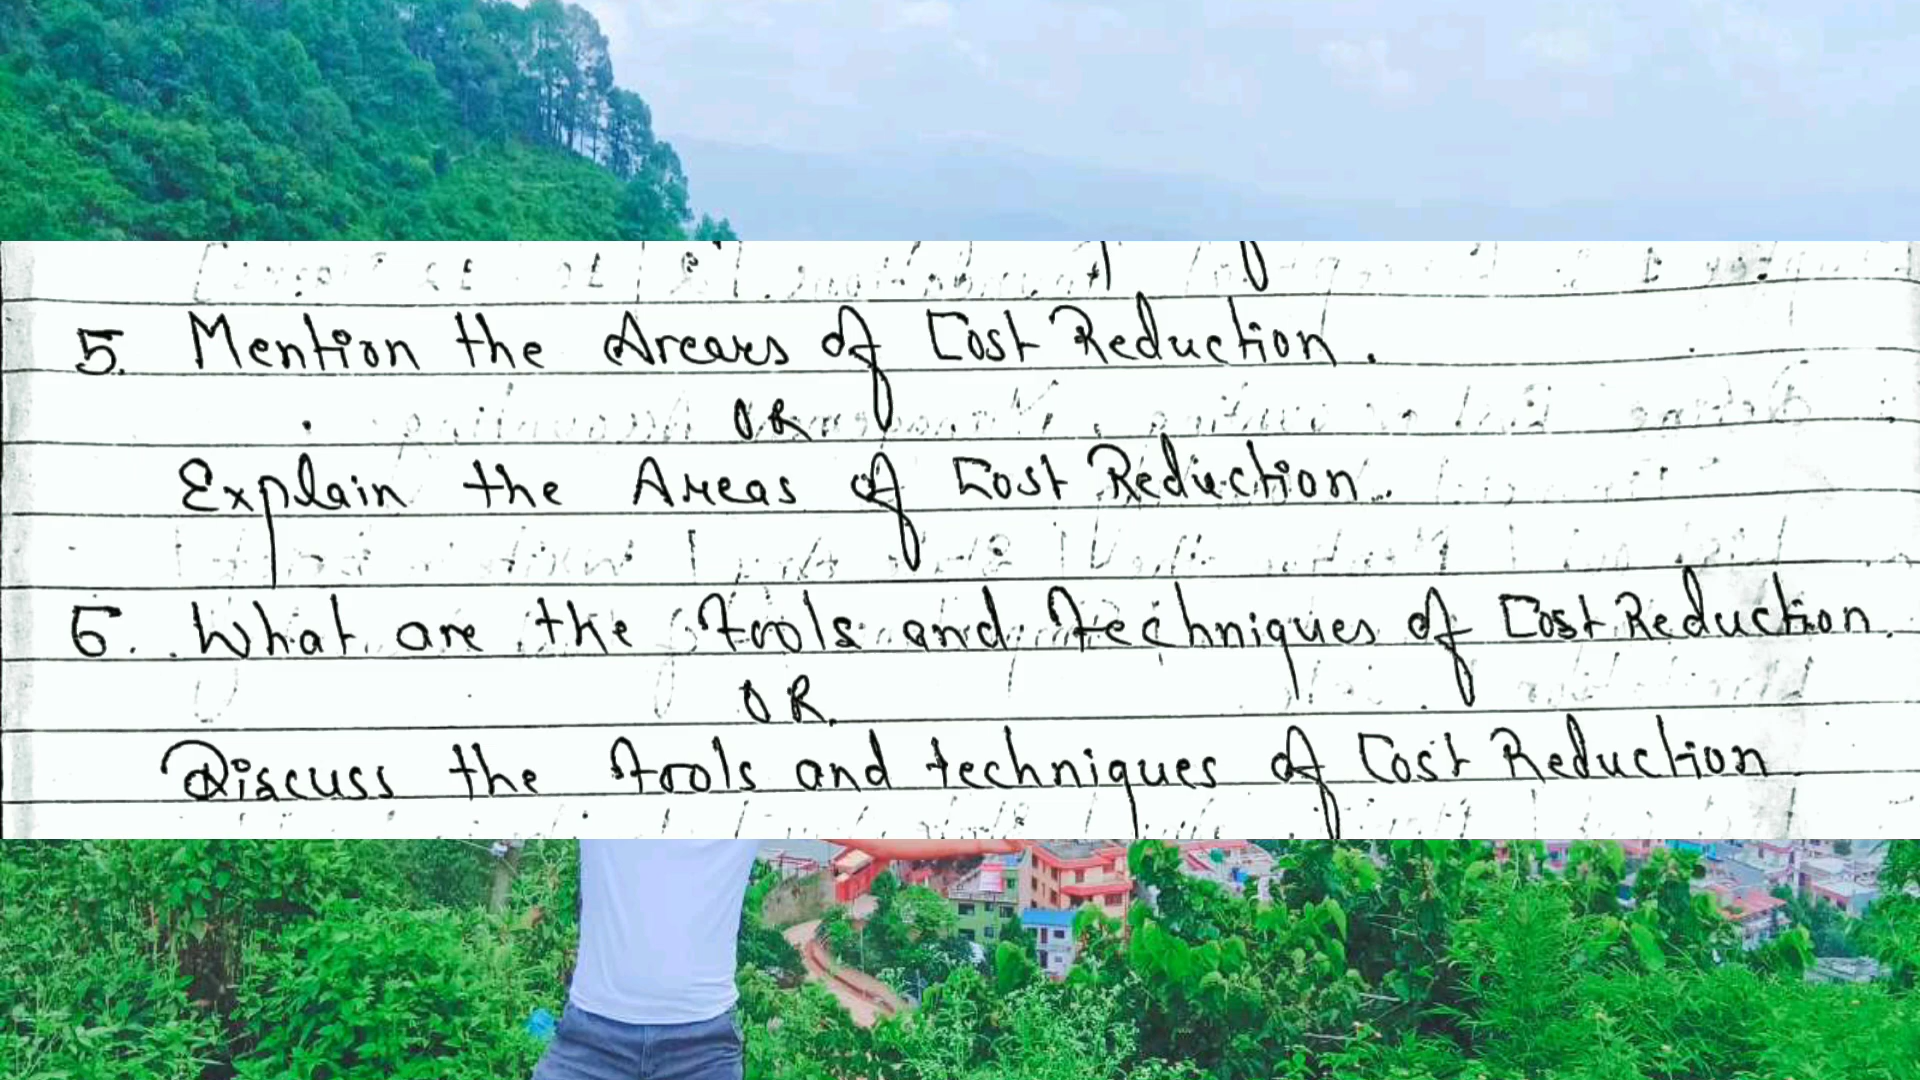 5. Mention the Areas of Cost Reduction.
OR
Explain the Areas of Cost Reduction.
6. What are the tools and techniques of Cost Reduction.
OR
Discuss the tools and techniques of Cost Reduction